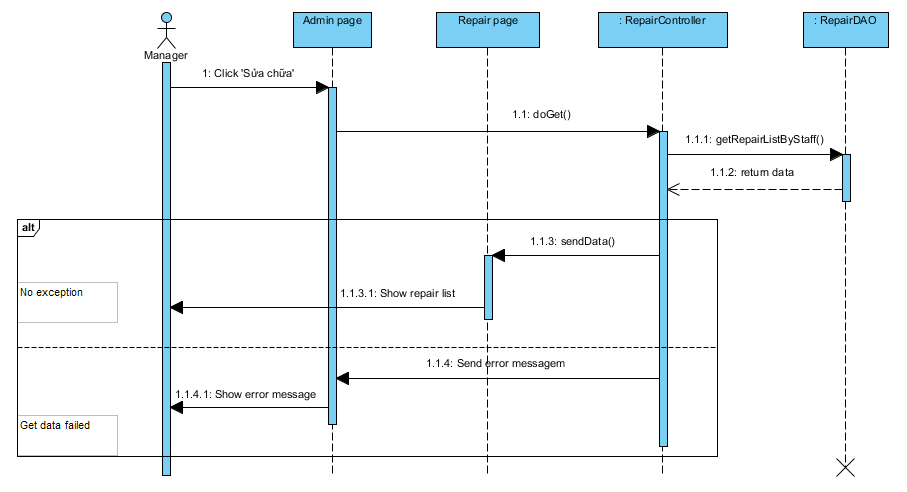 Admin page
Repair page
: RepairController
: RepairDAO
Manager
1: Click 'Sửa chữa'
1.1: doGet()
1.1.1: getRepairListByStaff()
1.1.2: return data
alt
1.1.3: sendData()
No exception
1.1.3.1: Show repair list
1.1.4: Send error messagem
1.1.4.1: Show error message
Get data failed